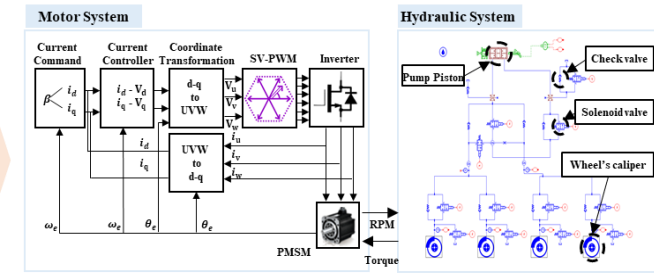 Motor System
Hydraulic System
Current
Command
Current
Controller
Coordinate
Transformation
SV-PWM
Inverter
β
i_d
i_q
i_d - V_d
i_q - V_q
d-q
to
UVW
V_u
V_v
V_w
i_d
i_q
UVW
to
d-q
i_u
i_v
i_w
ω_e
ω_e
θ_e
θ_e
PMSM
RPM
Torque
Pump Piston
Check valve
Solenoid valve
Wheel's caliper